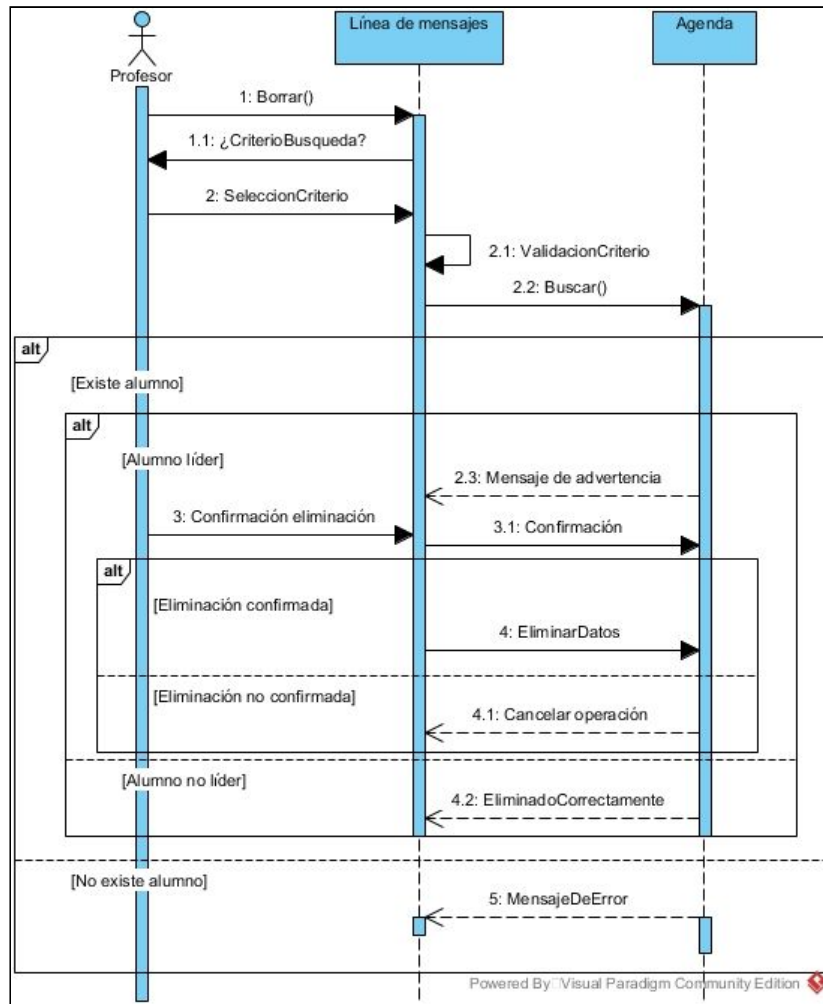 Línea de mensajes
Agenda
Profesor
1: Borrar()
1.1: ¿CriterioBusqueda?
2: SeleccionCriterio
2.1: ValidacionCriterio
2.2: Buscar()
alt
[Existe alumno]
alt
[Alumno líder]
2.3: Mensaje de advertencia
3: Confirmación eliminación
3.1: Confirmación
alt
[Eliminación confirmada]
4: EliminarDatos
[Eliminación no confirmada]
4.1: Cancelar operación
[Alumno no líder]
4.2: EliminadoCorrectamente
[No existe alumno]
5: MensajeDeError
Powered By Visual Paradigm Community Edition